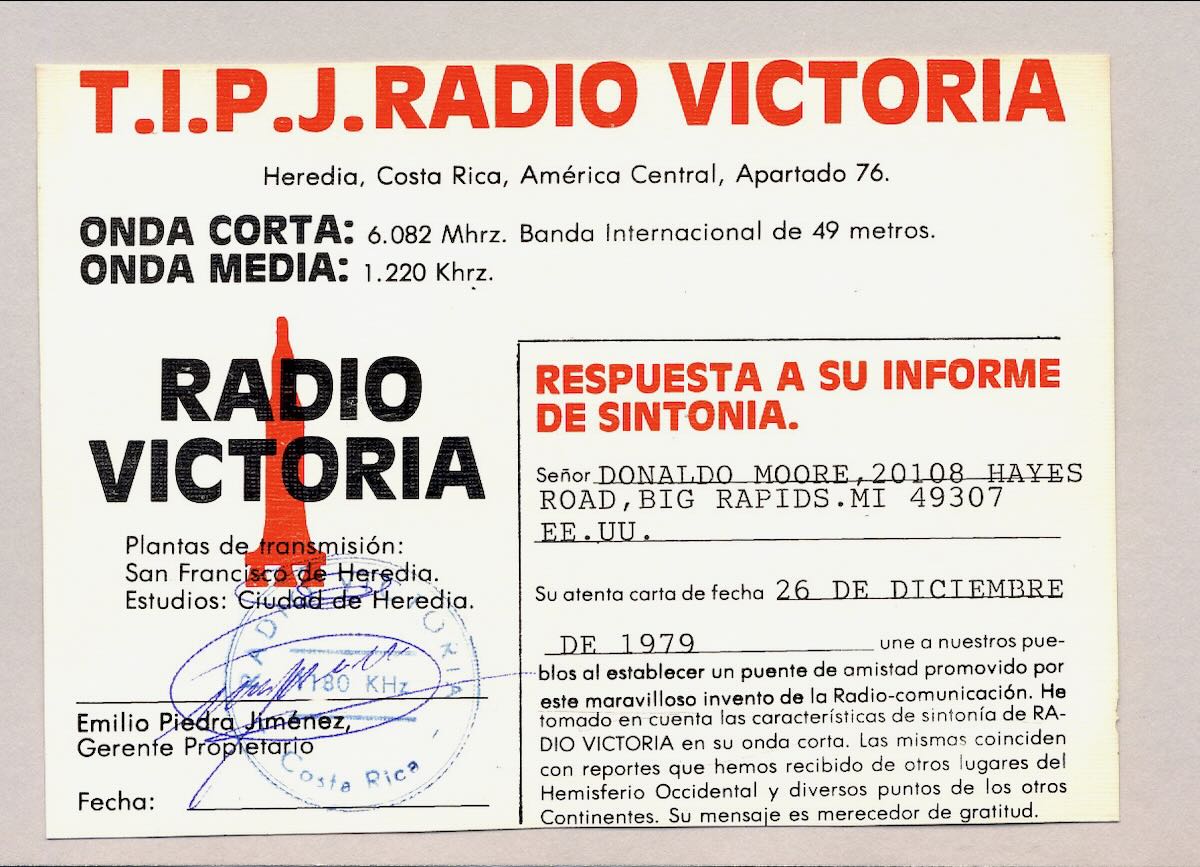 T.I.P.J. RADIO VICTORIA
Heredia, Costa Rica, América Central, Apartado 76.
ONDA CORTA: 6.082 Mhrz. Banda Internacional de 49 metros.
ONDA MEDIA: 1.220 Khrz.
RADIO
VICTORIA
Plantas de transmisión:
San Francisco de Heredia.
Estudios: Ciudad de Heredia.
RADIO VICTORIA
1180 KHz
Costa Rica
Emilio Piedra Jiménez,
Gerente Propietario
Fecha:
RESPUESTA A SU INFORME
DE SINTONIA.
Señor DONALDO MOORE,20108 HAYES
ROAD,BIG RAPIDS.MI 49307
EE.UU.
Su atenta carta de fecha 26 DE DICIEMBRE
DE 1979 une a nuestros pue-
blos al establecer un puente de amistad promovido por
este maravilloso invento de la Radio-comunicación. He
tomado en cuenta las características de sintonía de RA-
DIO VICTORIA en su onda corta. Las mismas coinciden
con reportes que hemos recibido de otros lugares del
Hemisferio Occidental y diversos puntos de los otros
Continentes. Su mensaje es merecedor de gratitud.